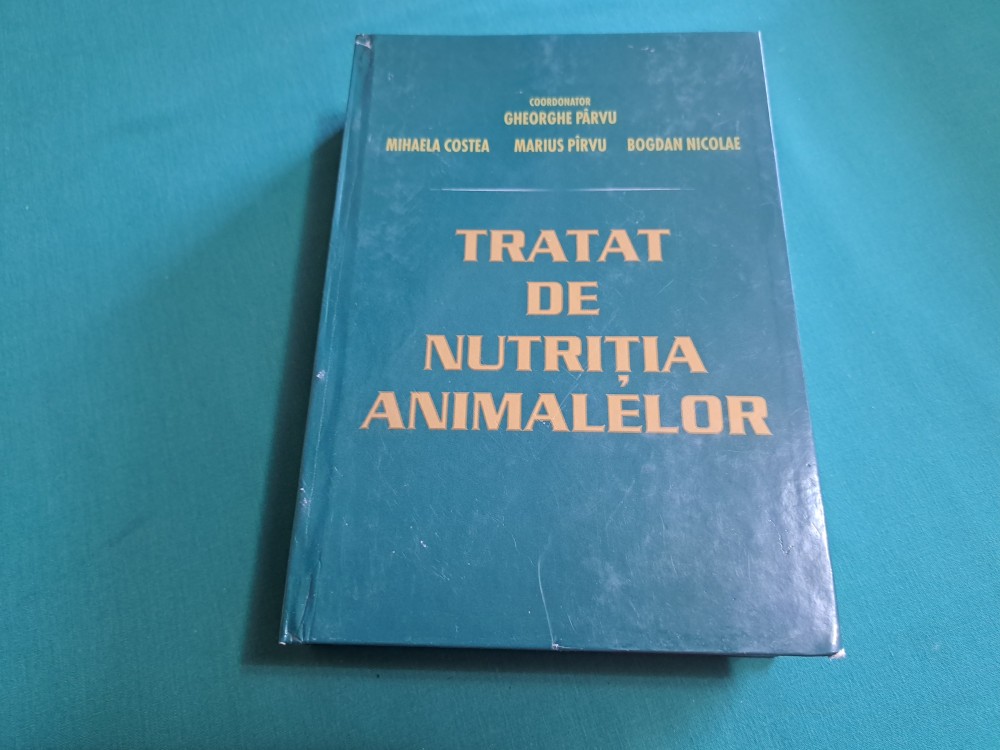 COORDONATOR
GHEORGHE PÂRVU
MIHAELA COSTEA MARIUS PÎRVU BOGDAN NICOLAE
TRATAT
DE
NUTRIȚIA
ANIMALELOR